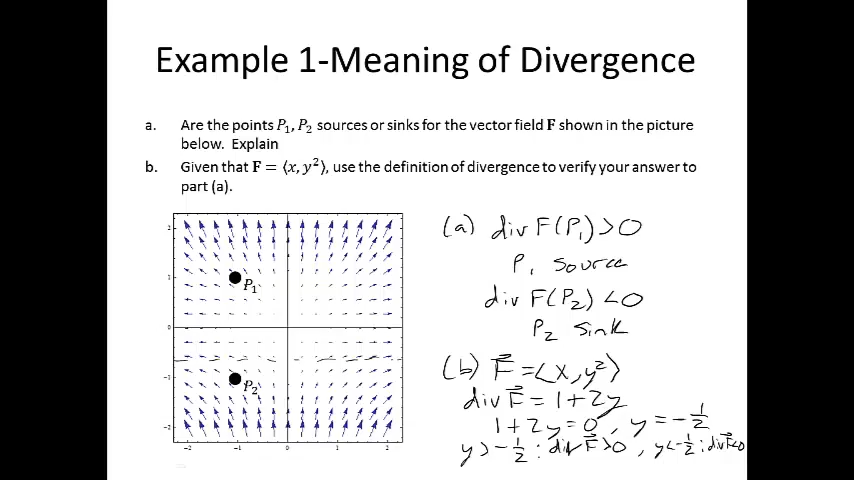 Example 1-Meaning of Divergence
a. Are the points P₁, P₂ sources or sinks for the vector field F shown in the picture
below. Explain
b. Given that F = ⟨x, y²⟩, use the definition of divergence to verify your answer to
part (a).
2
1
0
-1
-2
-2 -1 0 1 2
P₁
P₂
(a) div F(P₁) > 0
P₁ source
div F(P₂) < 0
P₂ sink
(b) F⃗ = <x, y²>
div F⃗ = 1 + 2y
1 + 2y = 0, y = -1/2
y > -1/2 : div F⃗ > 0, y < -1/2 : div F⃗ < 0